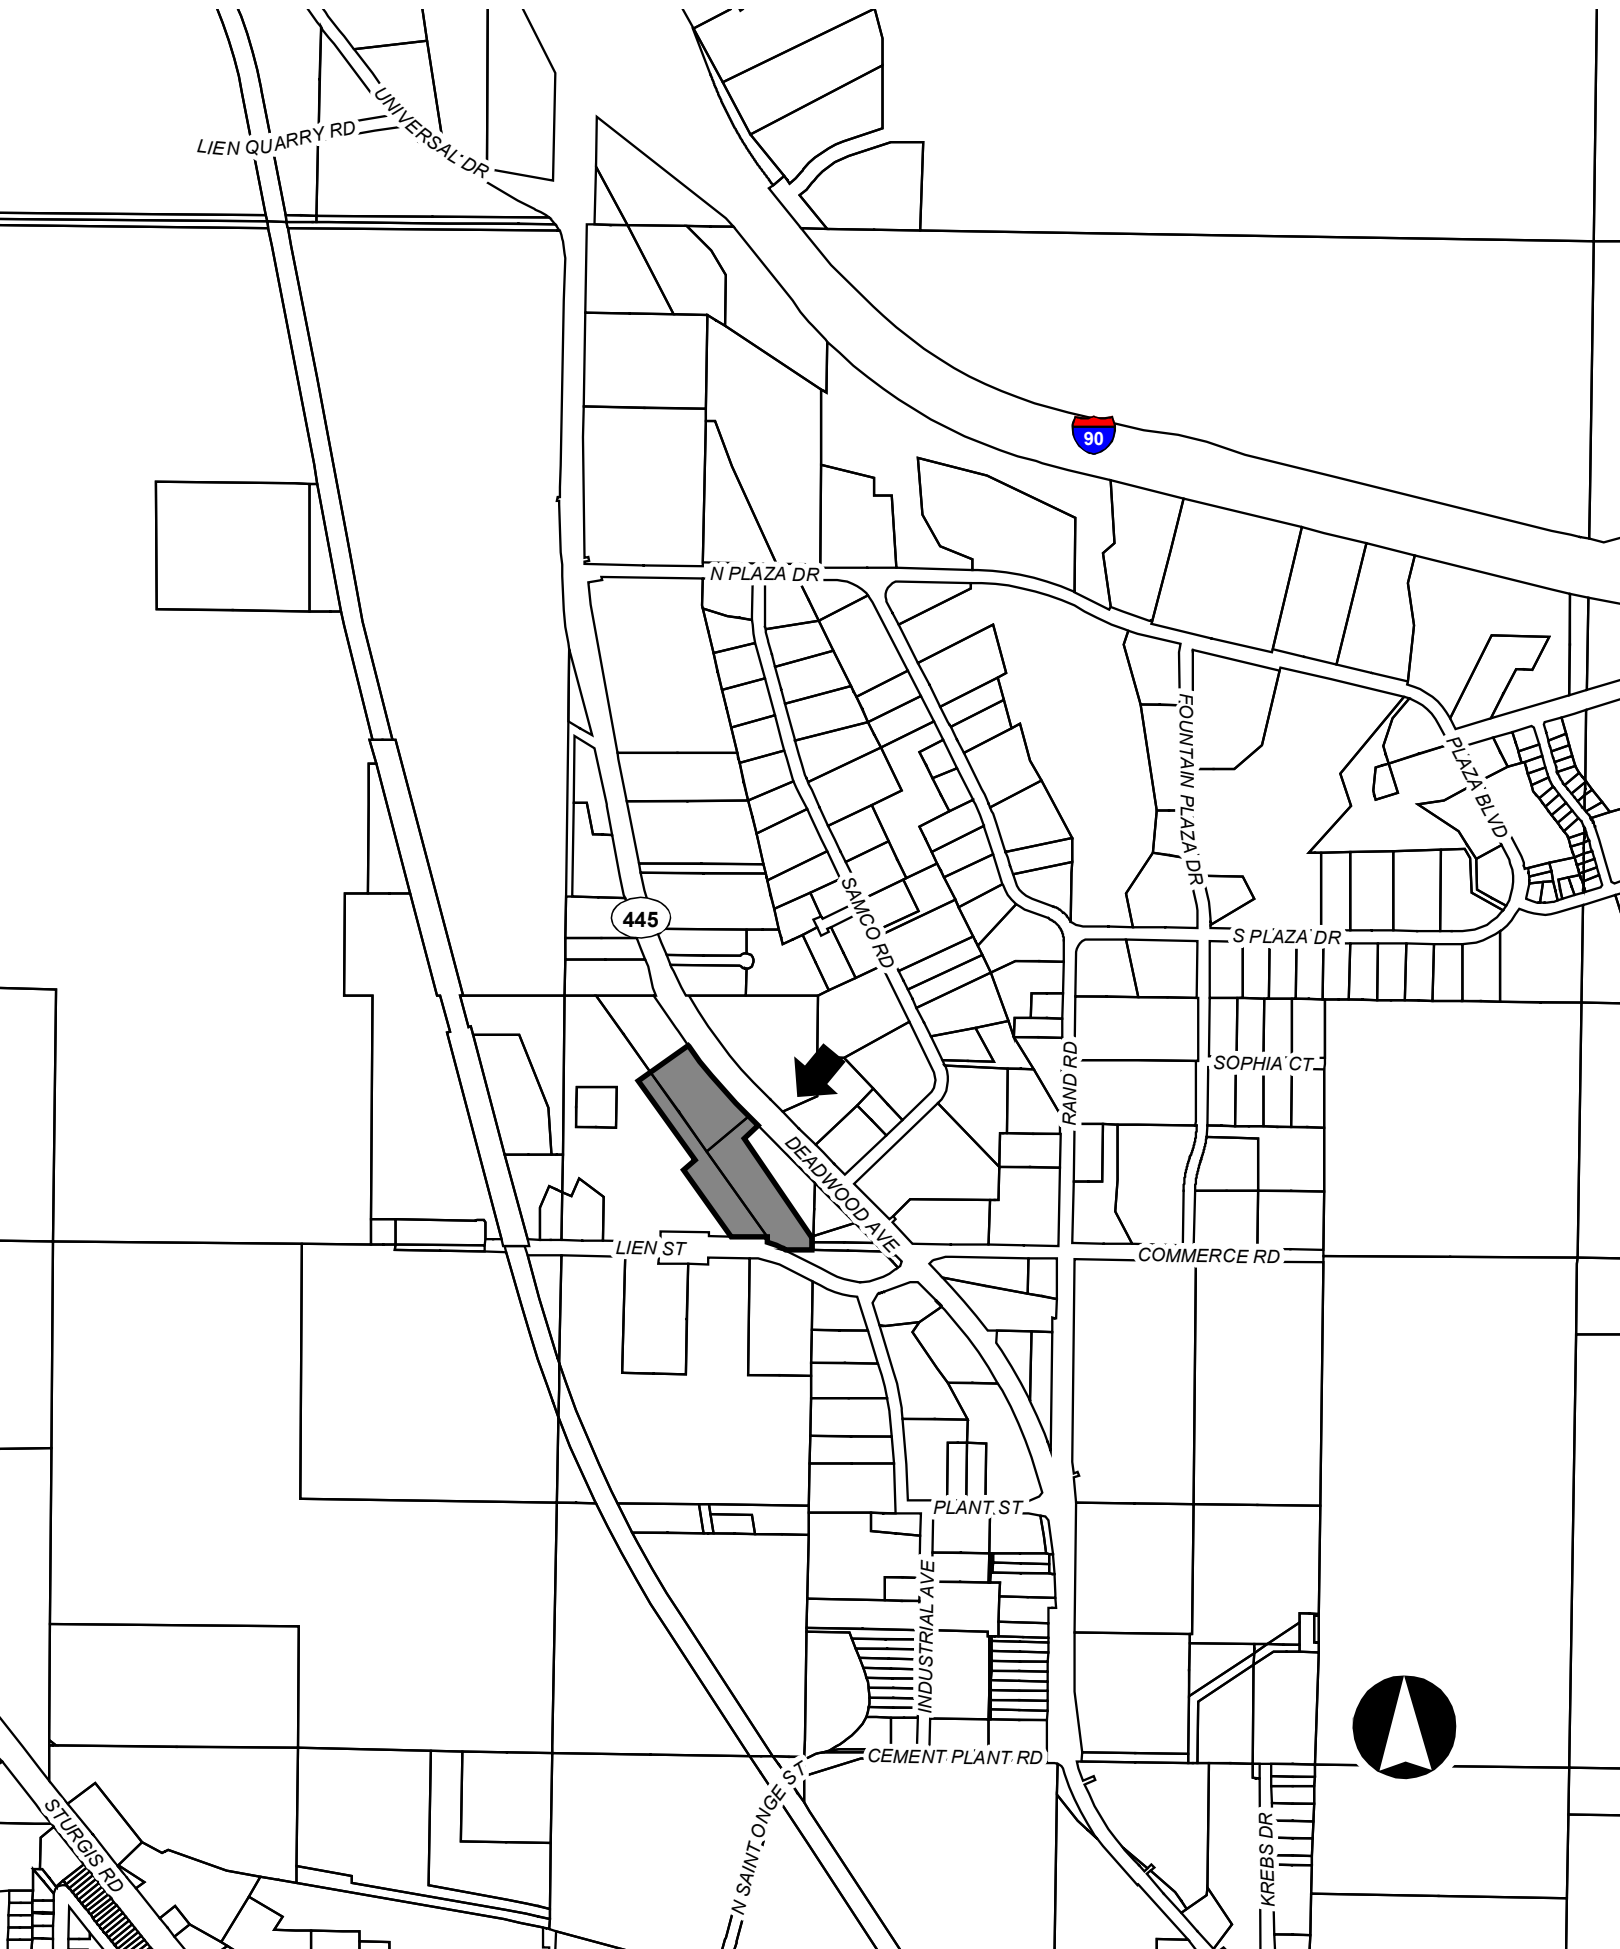 UNIVERSAL DR
LIEN QUARRY RD
90
N PLAZA DR
FOUNTAIN PLAZA DR
PLAZA BLVD
SAMCO RD
445
S PLAZA DR
RAND RD
SOPHIA CT
DEADWOOD AVE
LIEN ST
COMMERCE RD
PLANT ST
INDUSTRIAL AVE
CEMENT PLANT RD
N SAINT ONGE ST
STURGIS RD
KREBS DR